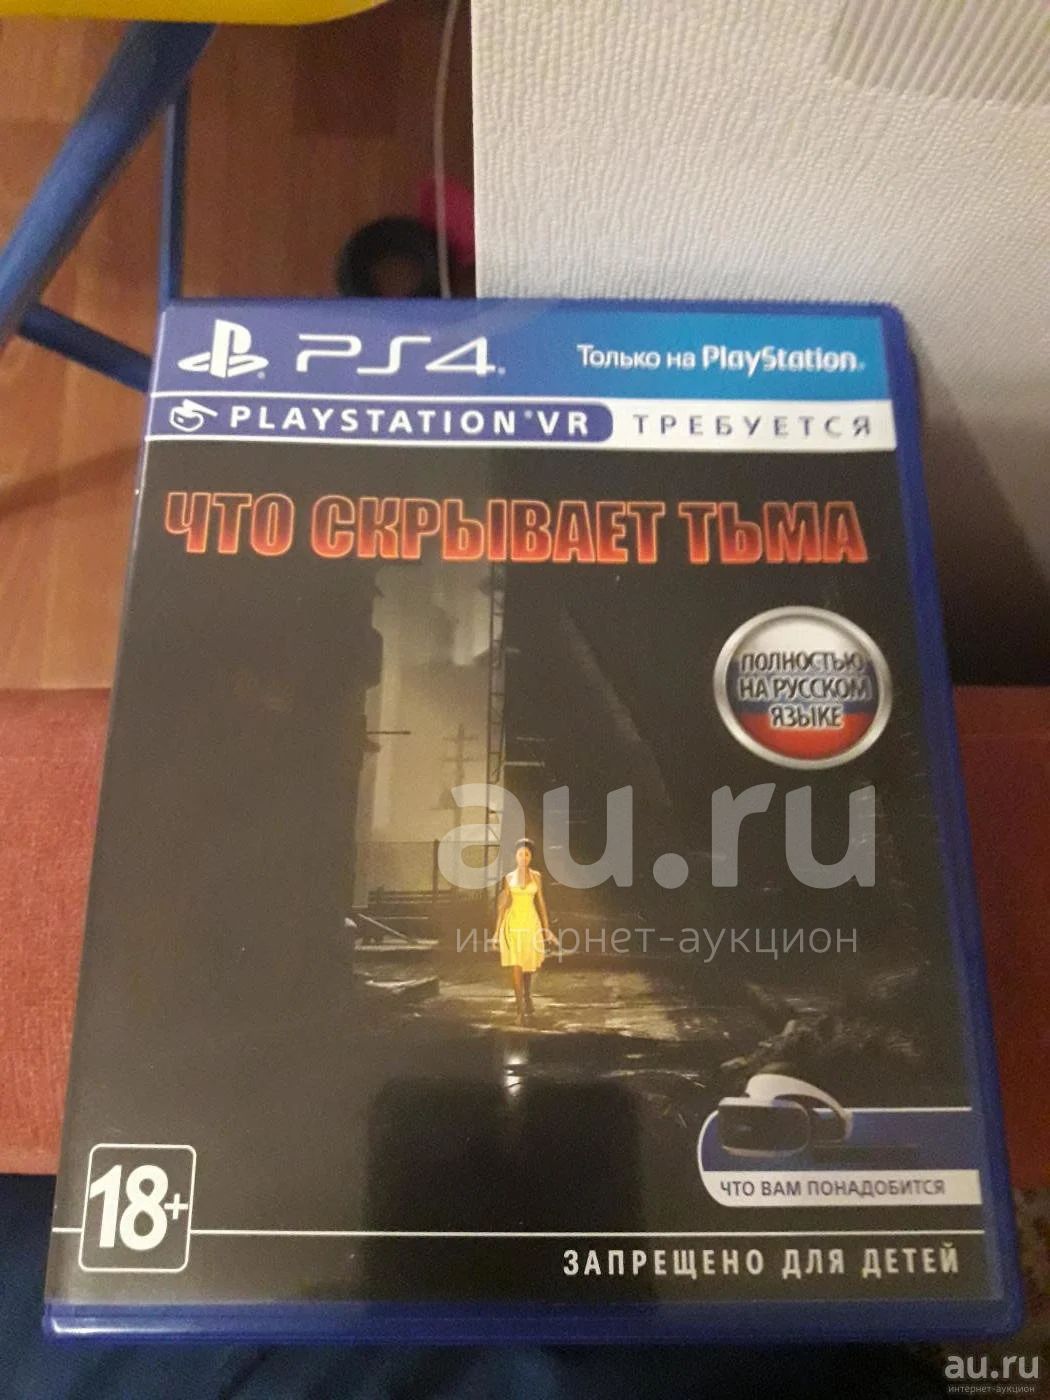 PS4
Только на PlayStation
PLAYSTATION®VR ТРЕБУЕТСЯ
ЧТО СКРЫВАЕТ ТЬМА
ПОЛНОСТЬЮ
НА РУССКОМ
ЯЗЫКЕ
au.ru
интернет-аукцион
ЧТО ВАМ ПОНАДОБИТСЯ
18+
ЗАПРЕЩЕНО ДЛЯ ДЕТЕЙ
au.ru
интернет-аукцион